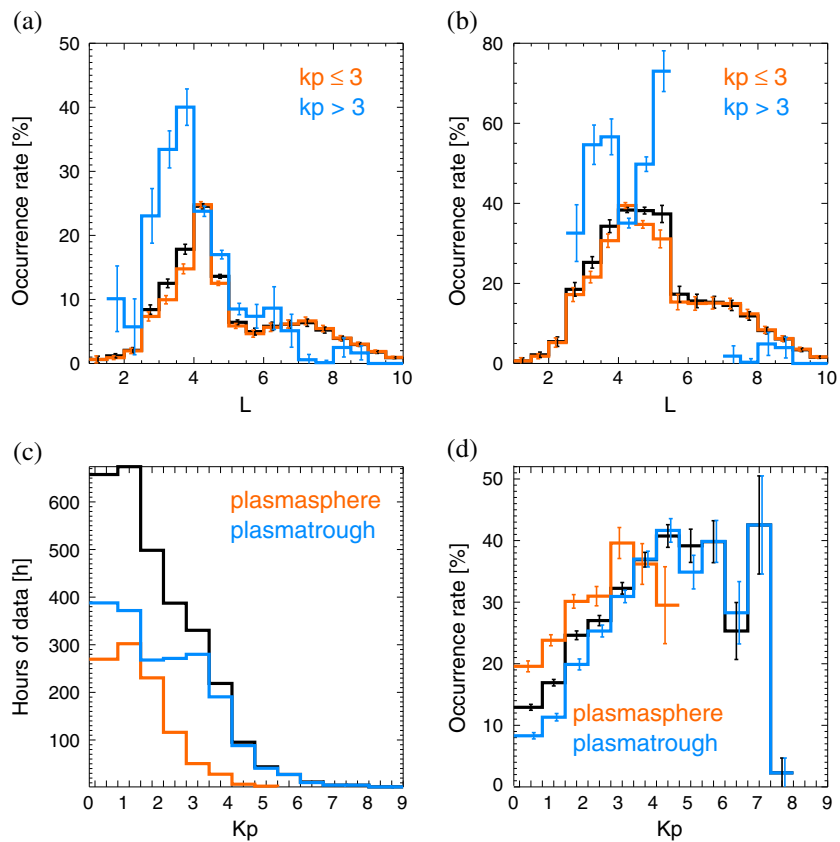 (a)
(b)
50
40
30
20
10
0
Occurrence rate [%]
kp ≤ 3
kp > 3
2 4 6 8 10
L
80
60
40
20
0
Occurrence rate [%]
kp ≤ 3
kp > 3
2 4 6 8 10
L
(c)
(d)
600
500
400
300
200
100
Hours of data [h]
plasmasphere
plasmatrough
0 1 2 3 4 5 6 7 8 9
Kp
50
40
30
20
10
0
Occurrence rate [%]
plasmasphere
plasmatrough
0 1 2 3 4 5 6 7 8 9
Kp